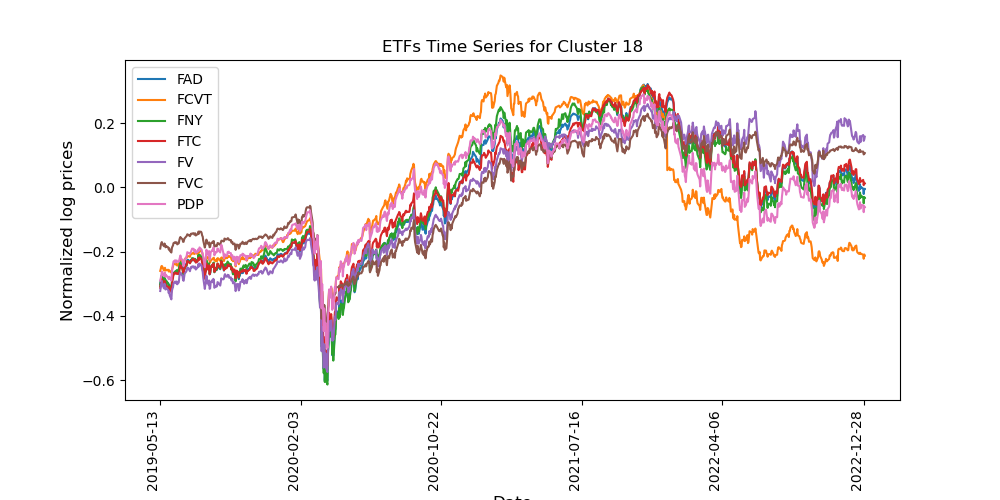 ETFs Time Series for Cluster 18
Normalized log prices
0.2
0.0
−0.2
−0.4
−0.6
FAD
FCVT
FNY
FTC
FV
FVC
PDP
2019-05-13
2020-02-03
2020-10-22
2021-07-16
2022-04-06
2022-12-28
Date